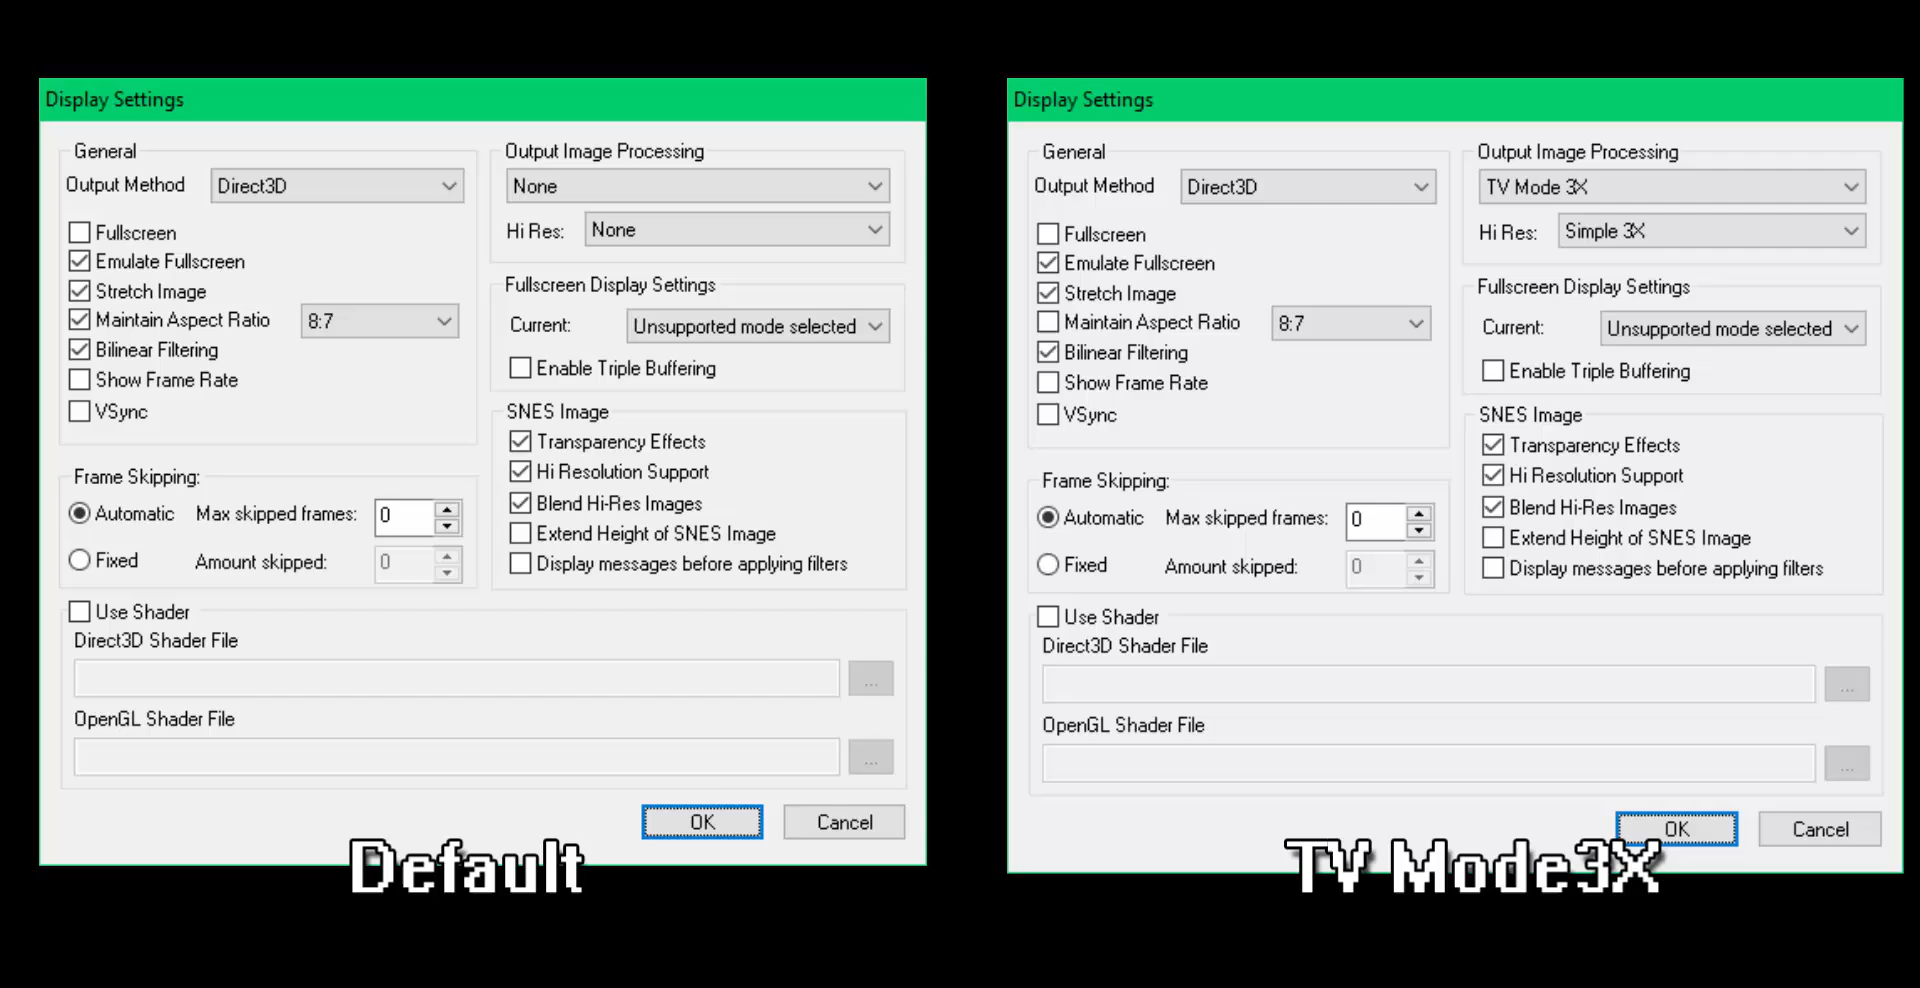 Display Settings
General
Output Method Direct3D
Fullscreen
Emulate Fullscreen
Stretch Image
Maintain Aspect Ratio 8:7
Bilinear Filtering
Show Frame Rate
VSync
Frame Skipping:
Automatic Max skipped frames: 0
Fixed Amount skipped: 0
Output Image Processing
None
Hi Res: None
Fullscreen Display Settings
Current: Unsupported mode selected
Enable Triple Buffering
SNES Image
Transparency Effects
Hi Resolution Support
Blend Hi-Res Images
Extend Height of SNES Image
Display messages before applying filters
Use Shader
Direct3D Shader File
...
OpenGL Shader File
...
OK Cancel
Default
Display Settings
General
Output Method Direct3D
Fullscreen
Emulate Fullscreen
Stretch Image
Maintain Aspect Ratio 8:7
Bilinear Filtering
Show Frame Rate
VSync
Frame Skipping:
Automatic Max skipped frames: 0
Fixed Amount skipped: 0
Output Image Processing
TV Mode 3X
Hi Res: Simple 3X
Fullscreen Display Settings
Current: Unsupported mode selected
Enable Triple Buffering
SNES Image
Transparency Effects
Hi Resolution Support
Blend Hi-Res Images
Extend Height of SNES Image
Display messages before applying filters
Use Shader
Direct3D Shader File
...
OpenGL Shader File
...
OK Cancel
TV Mode3X